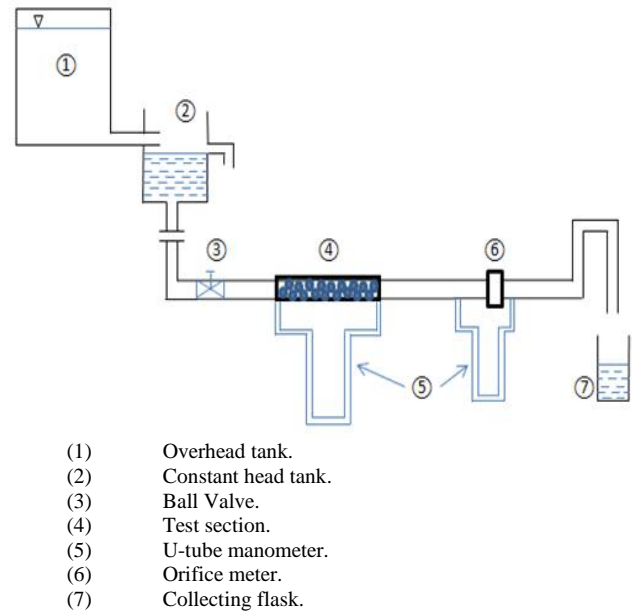 ①
②
③
④
⑥
⑤
⑦
(1) Overhead tank.
(2) Constant head tank.
(3) Ball Valve.
(4) Test section.
(5) U-tube manometer.
(6) Orifice meter.
(7) Collecting flask.